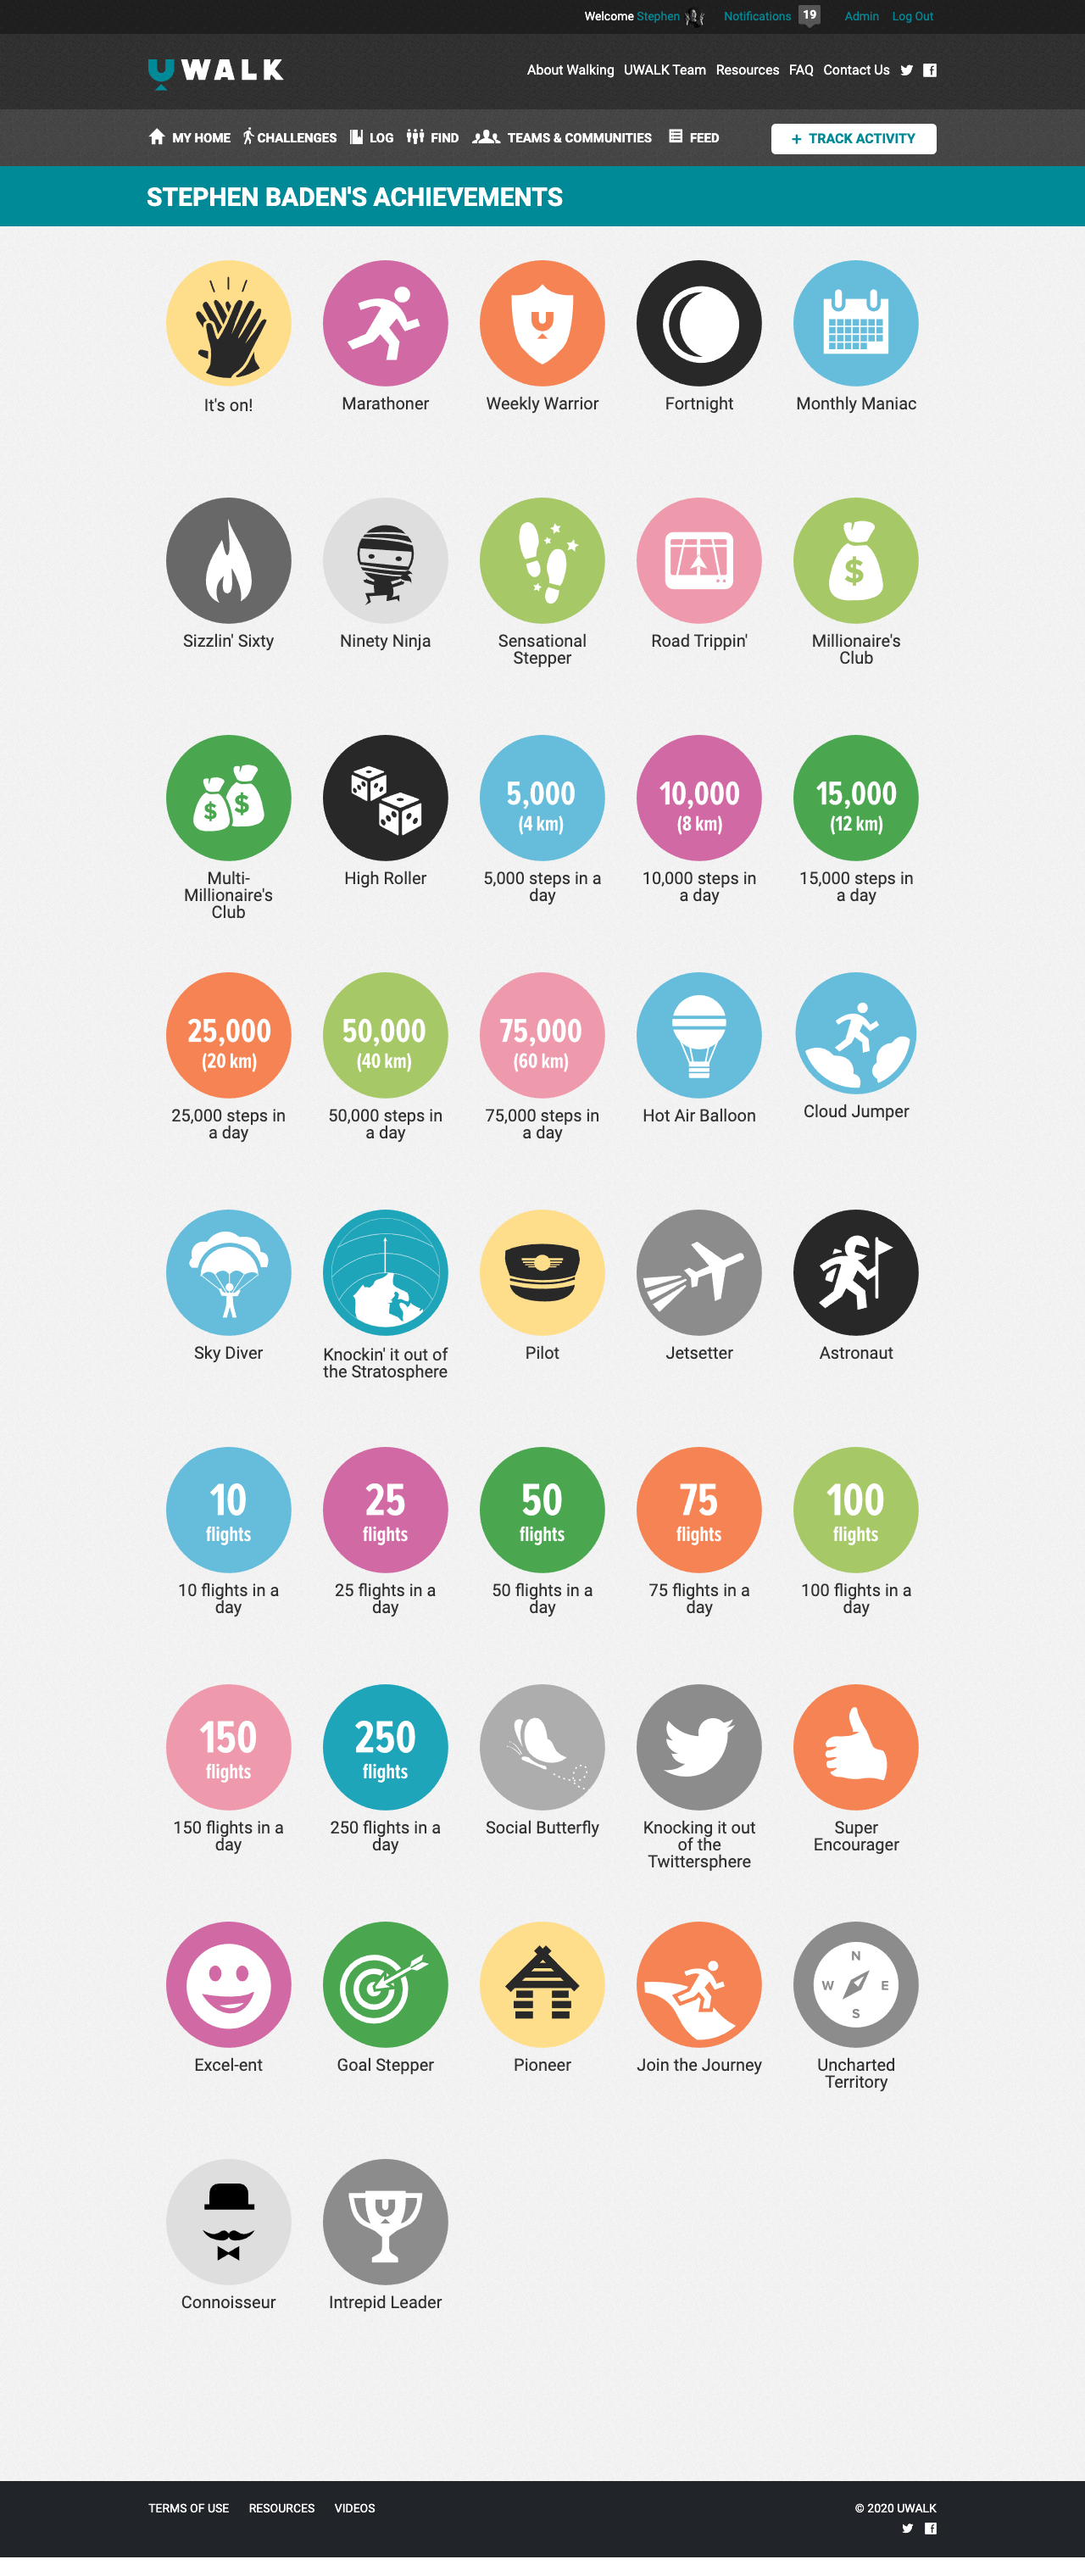 Welcome Stephen Notifications 19 Admin Log Out
UWALK
About Walking UWALK Team Resources FAQ Contact Us
MY HOME CHALLENGES LOG FIND TEAMS & COMMUNITIES FEED + TRACK ACTIVITY
STEPHEN BADEN'S ACHIEVEMENTS
U
It's on! Marathoner Weekly Warrior Fortnight Monthly Maniac
$
Sizzlin' Sixty Ninety Ninja Sensational Road Trippin' Millionaire's
Stepper Club
$ $ 5,000 10,000 15,000
(4 km) (8 km) (12 km)
Multi- High Roller 5,000 steps in a 10,000 steps in 15,000 steps in
Millionaire's day a day a day
Club
25,000 50,000 75,000
(20 km) (40 km) (60 km)
25,000 steps in 50,000 steps in 75,000 steps in Hot Air Balloon Cloud Jumper
a day a day a day
Sky Diver Knockin' it out of Pilot Jetsetter Astronaut
the Stratosphere
10 25 50 75 100
flights flights flights flights flights
10 flights in a 25 flights in a 50 flights in a 75 flights in a 100 flights in a
day day day day day
150 250
flights flights
150 flights in a 250 flights in a Social Butterfly Knocking it out Super
day day of the Encourager
Twittersphere
N
W E
S
Excel-ent Goal Stepper Pioneer Join the Journey Uncharted
Territory
U
Connoisseur Intrepid Leader
TERMS OF USE RESOURCES VIDEOS © 2020 UWALK